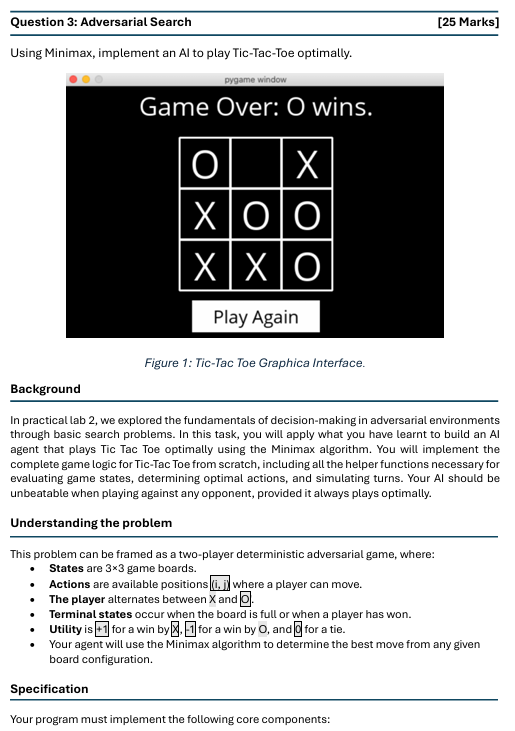 Question 3: Adversarial Search [25 Marks]
Using Minimax, implement an AI to play Tic-Tac-Toe optimally.
pygame window
Game Over: O wins.
O X
X O O
X X O
Play Again
Figure 1: Tic-Tac Toe Graphica Interface.
Background
In practical lab 2, we explored the fundamentals of decision-making in adversarial environments
through basic search problems. In this task, you will apply what you have learnt to build an AI
agent that plays Tic Tac Toe optimally using the Minimax algorithm. You will implement the
complete game logic for Tic-Tac Toe from scratch, including all the helper functions necessary for
evaluating game states, determining optimal actions, and simulating turns. Your AI should be
unbeatable when playing against any opponent, provided it always plays optimally.
Understanding the problem
This problem can be framed as a two-player deterministic adversarial game, where:
• States are 3×3 game boards.
• Actions are available positions (i, j) where a player can move.
• The player alternates between X and O.
• Terminal states occur when the board is full or when a player has won.
• Utility is +1 for a win by X, -1 for a win by O, and 0 for a tie.
• Your agent will use the Minimax algorithm to determine the best move from any given
board configuration.
Specification
Your program must implement the following core components: